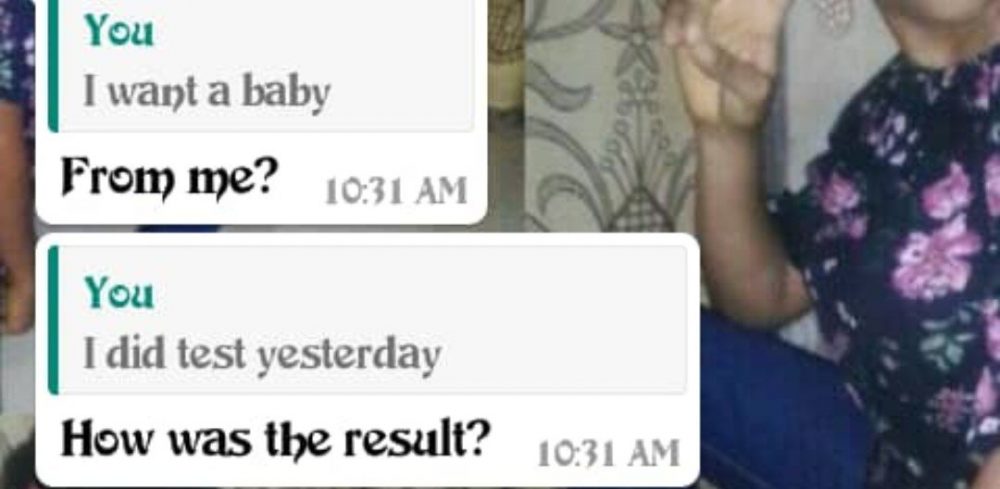 You
I want a baby
From me?
10:31 AM
You
I did test yesterday
How was the result?
10:31 AM